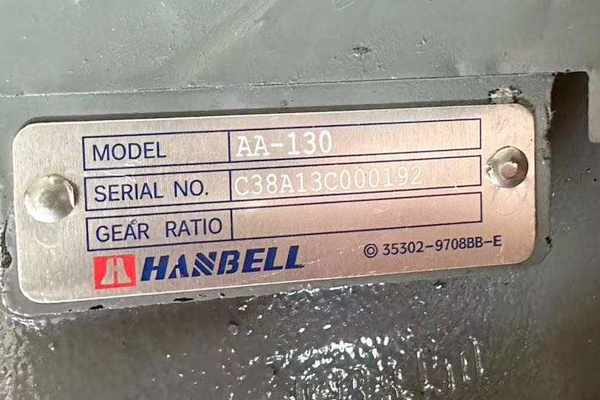 MODEL AA-130
SERIAL NO. C38A13C000192
GEAR RATIO
HANBELL © 35302-9708BB-E